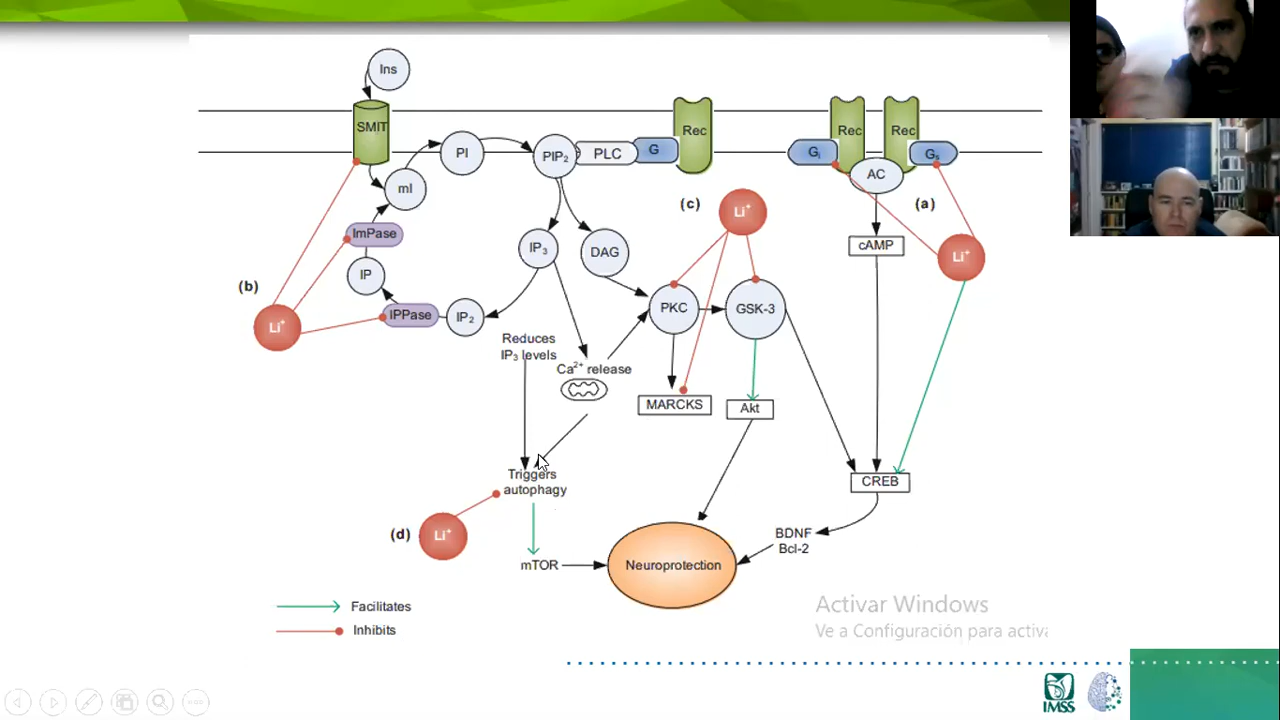 Ins
SMIT
Rec
Rec
Rec
PI
PIP2
PLC
G
Gi
Gs
AC
mI
(c)
Li+
(a)
ImPase
IP3
DAG
cAMP
Li+
IP
(b)
Li+
IPPase
IP2
PKC
GSK-3
Reduces
IP3 levels
Ca2+ release
MARCKS
Akt
Triggers
autophagy
CREB
(d)
Li+
BDNF
Bcl-2
mTOR
Neuroprotection
Facilitates
Inhibits
Activar Windows
Ve a Configuración para activa
IMSS